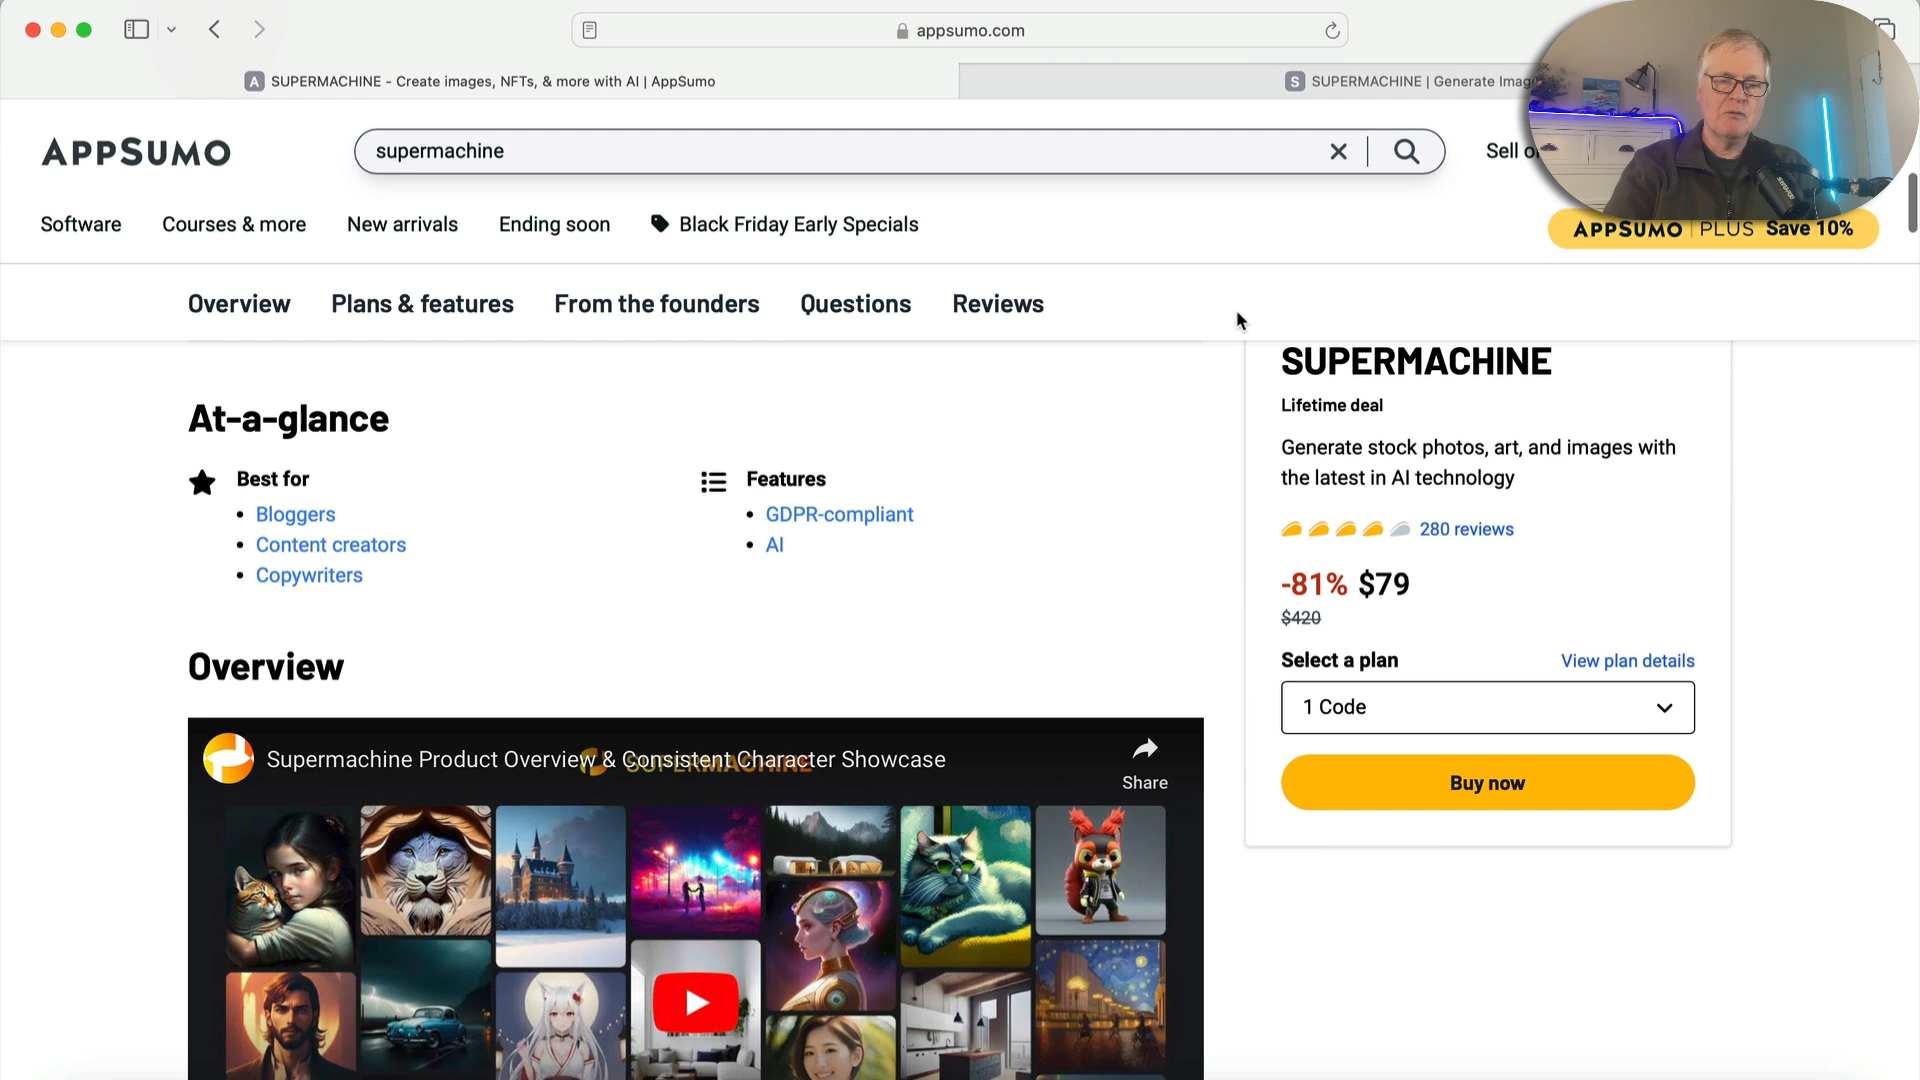 appsumo.com
A SUPERMACHINE - Create images, NFTs, & more with AI | AppSumo
S SUPERMACHINE | Generate Imag
APPSUMO
supermachine
Sell o
Software
Courses & more
New arrivals
Ending soon
Black Friday Early Specials
APPSUMO | PLUS Save 10%
Overview
Plans & features
From the founders
Questions
Reviews
At-a-glance
Best for
Bloggers
Content creators
Copywriters
Features
GDPR-compliant
AI
Overview
Supermachine Product Overview & Consistent Character Showcase
SUPERMACHINE
Share
SUPERMACHINE
Lifetime deal
Generate stock photos, art, and images with
the latest in AI technology
280 reviews
-81% $79
$420
Select a plan
View plan details
1 Code
Buy now